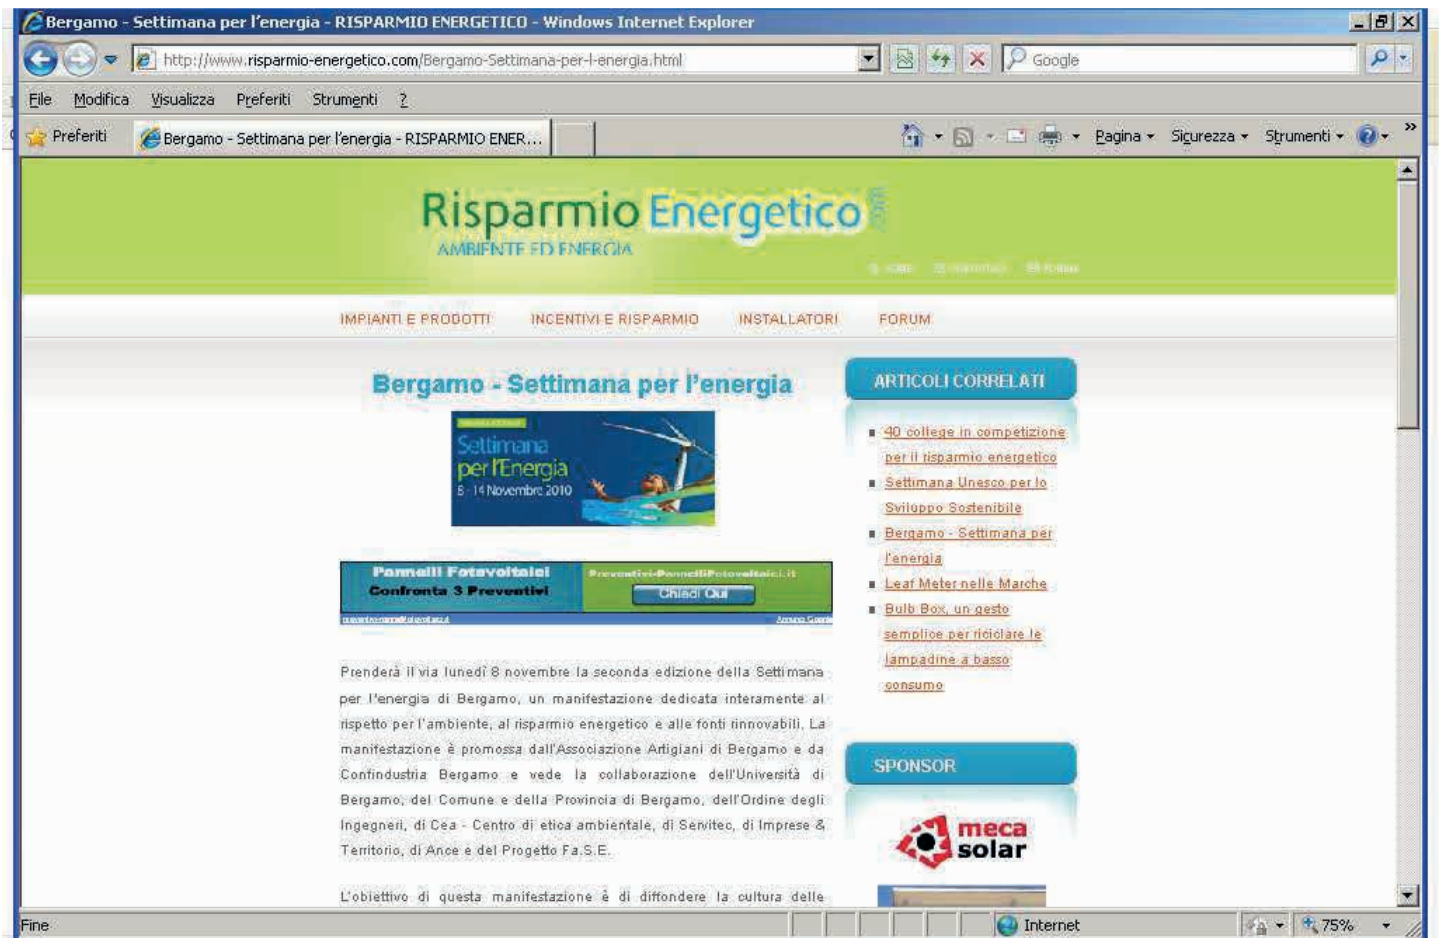 Bergamo - Settimana per l'energia - RISPARMIO ENERGETICO - Windows Internet Explorer
http://www.risparmio-energetico.com/Bergamo-Settimana-per-l-energia.html
Google
File Modifica Visualizza Preferiti Strumenti ?
Preferiti
Bergamo - Settimana per l'energia - RISPARMIO ENER...
Pagina Sicurezza Strumenti
Risparmio Energetico .com
AMBIENTE ED ENERGIA
IMPIANTI E PRODOTTI INCENTIVI E RISPARMIO INSTALLATORI FORUM
Bergamo - Settimana per l'energia
Settimana
per l'Energia
8 - 14 Novembre 2010
Pannelli Fotovoltaici
Confronta 3 Preventivi
Preventivi-PannelliFotovoltaici.it
Chiedi Qui
Annunci Google
Prenderà il via lunedì 8 novembre la seconda edizione della Settimana
per l'energia di Bergamo, un manifestazione dedicata interamente al
rispetto per l'ambiente, al risparmio energetico e alle fonti rinnovabili. La
manifestazione è promossa dall'Associazione Artigiani di Bergamo e da
Confindustria Bergamo e vede la collaborazione dell'Università di
Bergamo, del Comune e della Provincia di Bergamo, dell'Ordine degli
Ingegneri, di Cea - Centro di etica ambientale, di Servitec, di Imprese &
Territorio, di Ance e del Progetto Fa.S.E.
L'obiettivo di questa manifestazione è di diffondere la cultura delle
ARTICOLI CORRELATI
40 college in competizione
per il risparmio energetico
Settimana Unesco per lo
Sviluppo Sostenibile
Bergamo - Settimana per
l'energia
Leaf Meter nelle Marche
Bulb Box, un gesto
semplice per riciclare le
lampadine a basso
consumo
SPONSOR
meca
solar
Fine
Internet
75%